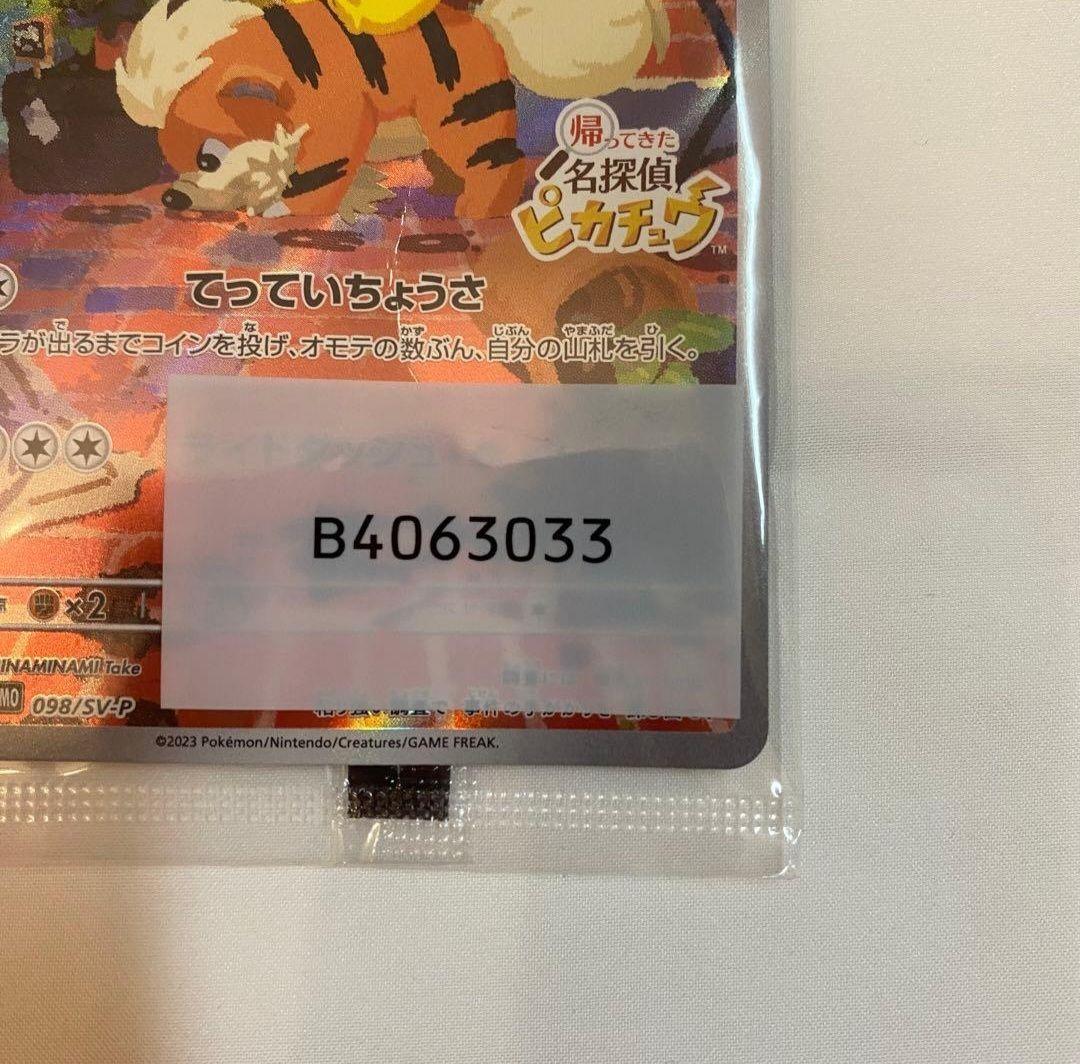 帰ってきた
名探偵
ピカチュウ
TM
てっていちょうさ
ラが出るまでコインを投げ、オモテの数ぶん、自分の山札を引く。
B4063033
×2
INAMINAMI Take
MO 098/SV-P
©2023 Pokémon/Nintendo/Creatures/GAME FREAK.